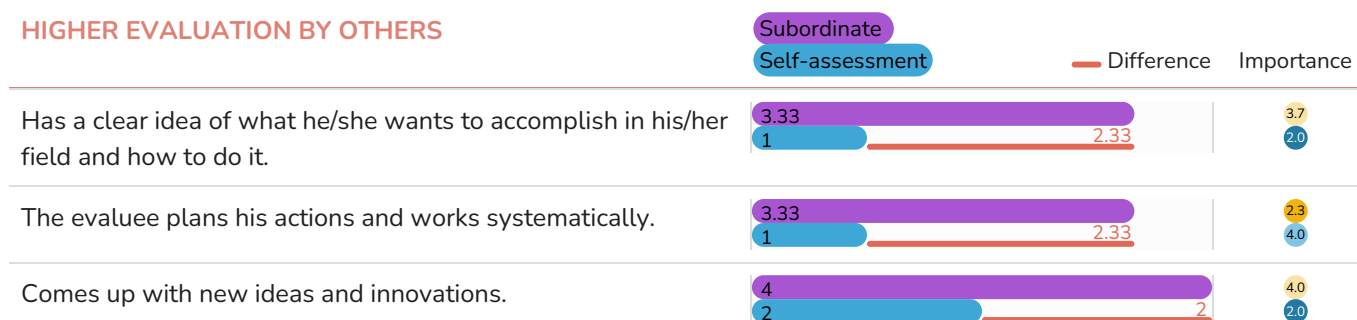 HIGHER EVALUATION BY OTHERS
Subordinate
Self-assessment
Difference
Importance
Has a clear idea of what he/she wants to accomplish in his/her
field and how to do it.
3.33
1
2.33
3.7
2.0
The evaluee plans his actions and works systematically.
3.33
1
2.33
2.3
4.0
Comes up with new ideas and innovations.
4
2
2
4.0
2.0